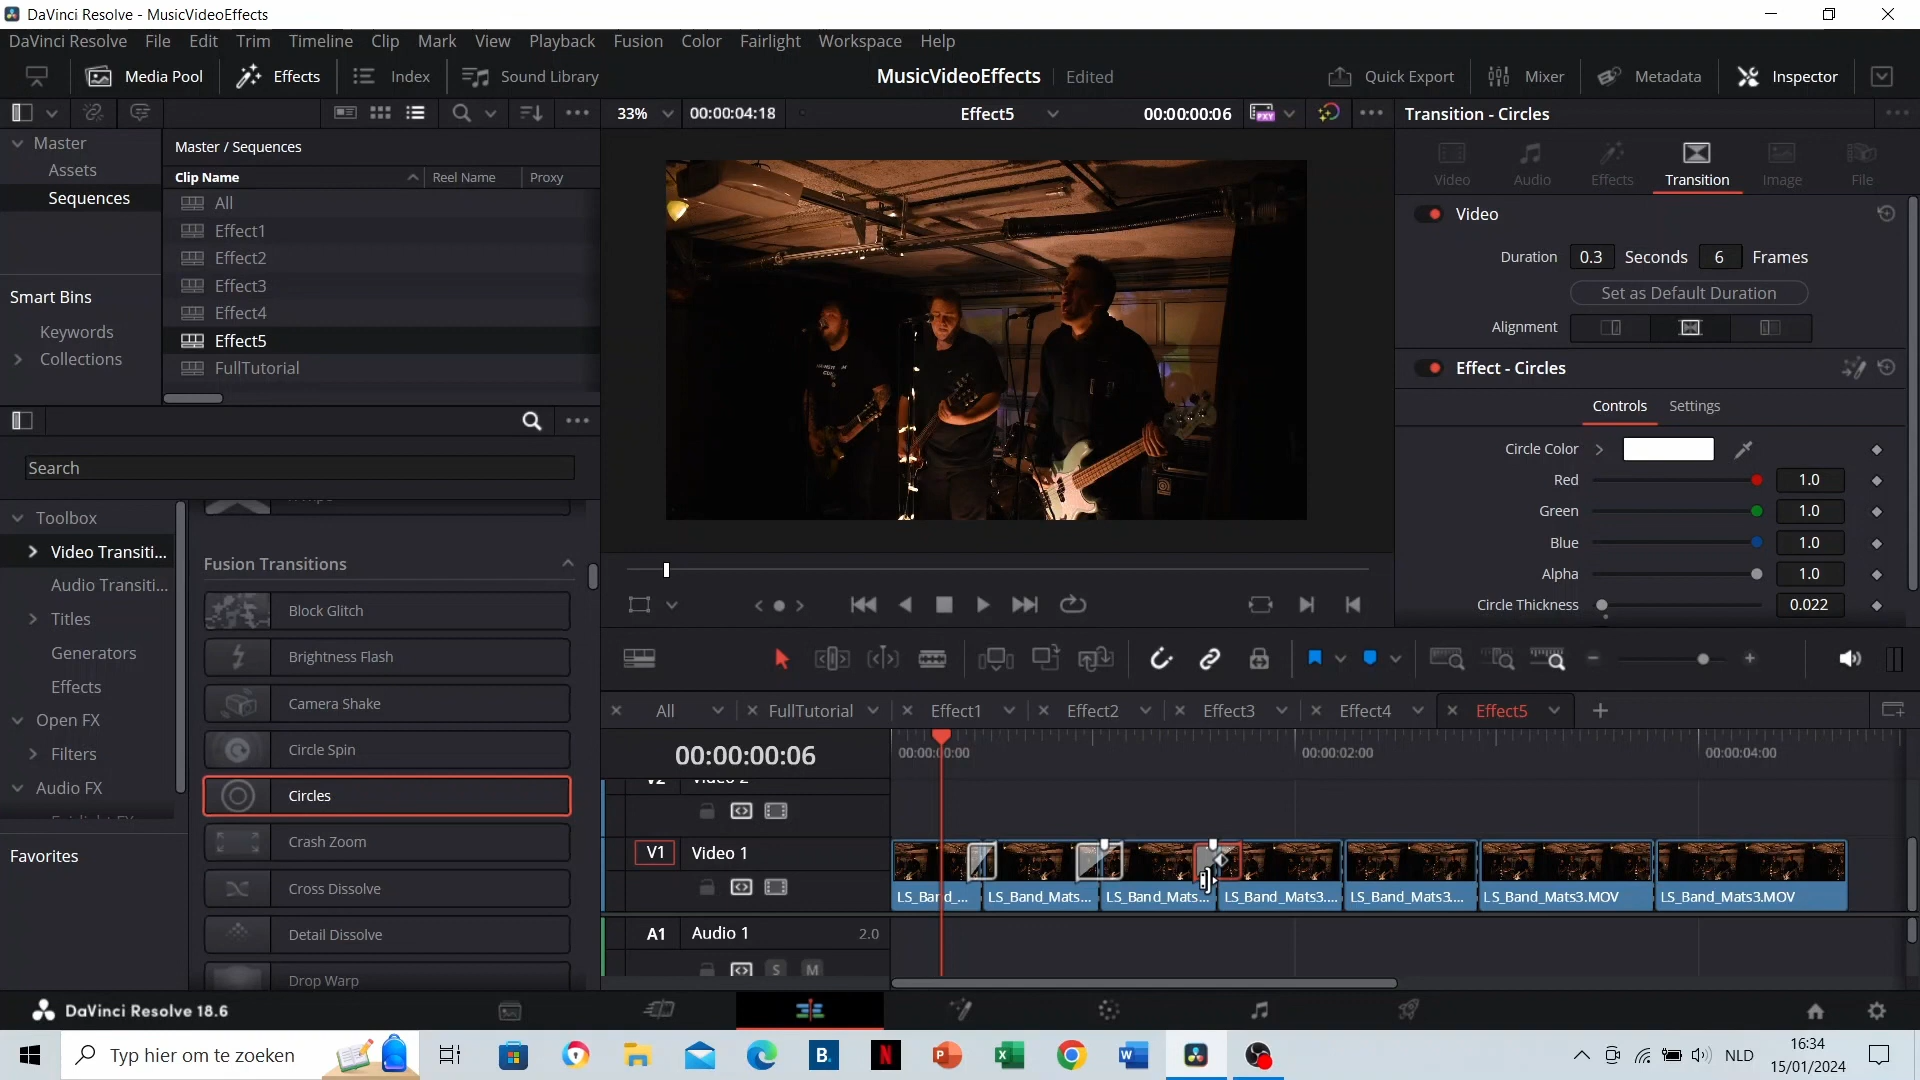 DaVinci Resolve - MusicVideoEffects
DaVinci Resolve File Edit Trim Timeline Clip Mark View Playback Fusion Color Fairlight Workspace Help
Media Pool Effects Index Sound Library MusicVideoEffects Edited Quick Export Mixer Metadata Inspector
33% 00:00:04:18 Effect5 00:00:00:06 PXY Transition - Circles
Master
Assets
Sequences
Master / Sequences
Clip Name Reel Name Proxy
All
Effect1
Effect2
Effect3
Effect4
Effect5
FullTutorial
Smart Bins
Keywords
Collections
Video Audio Effects Transition Image File
Video
Duration 0.3 Seconds 6 Frames
Set as Default Duration
Alignment
Effect - Circles
Controls Settings
Circle Color
Red 1.0
Green 1.0
Blue 1.0
Alpha 1.0
Circle Thickness 0.022
Search
Toolbox
Video Transiti...
Audio Transiti...
Titles
Generators
Effects
Open FX
Filters
Audio FX
Favorites
Fusion Transitions
Block Glitch
Brightness Flash
Camera Shake
Circle Spin
Circles
Crash Zoom
Cross Dissolve
Detail Dissolve
Drop Warp
All FullTutorial Effect1 Effect2 Effect3 Effect4 Effect5
00:00:00:06 00:00:00:00 00:00:02:00 00:00:04:00
V2 Video 2
V1 Video 1
LS_Band_... LS_Band_Mats... LS_Band_Mats... LS_Band_Mats3.... LS_Band_Mats3.... LS_Band_Mats3.MOV LS_Band_Mats3.MOV
A1 Audio 1 2.0
S M
DaVinci Resolve 18.6
Typ hier om te zoeken
B. N NLD
16:34
15/01/2024